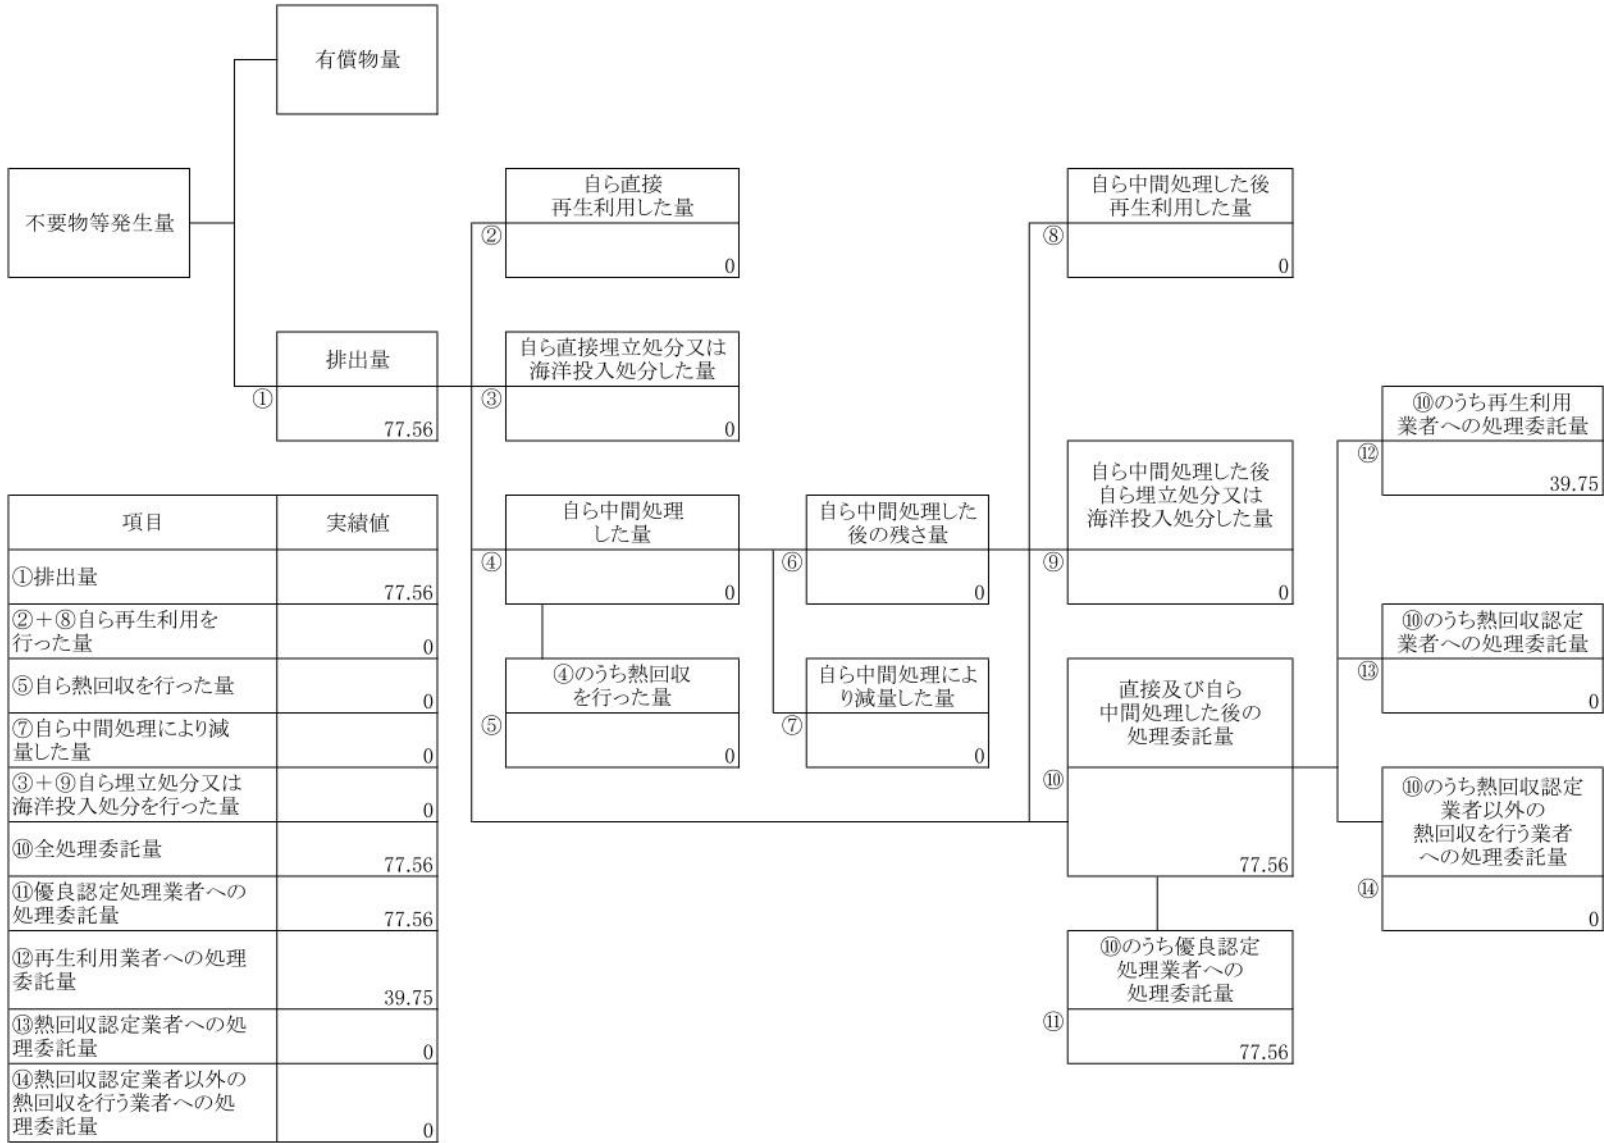 有償物量
不要物等発生量
自ら直接
再生利用した量
②
0
自ら中間処理した後
再生利用した量
⑧
0
排出量
①
77.56
自ら直接埋立処分又は
海洋投入処分した量
③
0
⑩のうち再生利用
業者への処理委託量
⑫
39.75
自ら中間処理した後
自ら埋立処分又は
海洋投入処分した量
⑨
0
自ら中間処理
した量
④
0
自ら中間処理した
後の残さ量
⑥
0
⑩のうち熱回収認定
業者への処理委託量
⑬
0
④のうち熱回収
を行った量
⑤
0
自ら中間処理によ
り減量した量
⑦
0
直接及び自ら
中間処理した後の
処理委託量
⑩
77.56
⑩のうち熱回収認定
業者以外の
熱回収を行う業者
への処理委託量
⑭
0
⑩のうち優良認定
処理業者への
処理委託量
⑪
77.56
項目
実績値
①排出量
77.56
②+⑧自ら再生利用を
行った量
0
⑤自ら熱回収を行った量
0
⑦自ら中間処理により減
量した量
0
③+⑨自ら埋立処分又は
海洋投入処分を行った量
0
⑩全処理委託量
77.56
⑪優良認定処理業者への
処理委託量
77.56
⑫再生利用業者への処理
委託量
39.75
⑬熱回収認定業者への処
理委託量
0
⑭熱回収認定業者以外の
熱回収を行う業者への処
理委託量
0